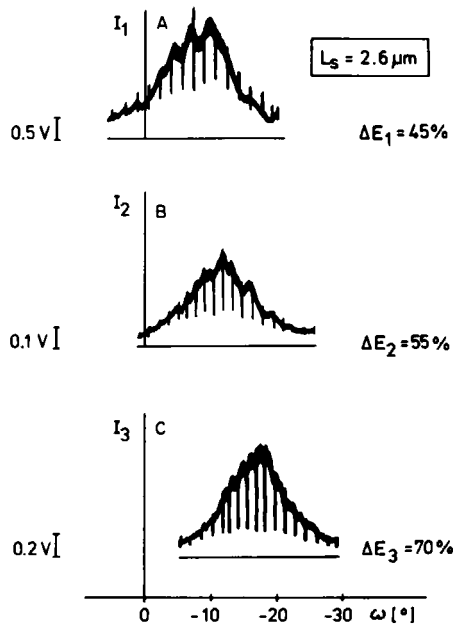 I₁ A
Lₛ = 2.6 µm
0.5 V
ΔE₁ = 45%
I₂ B
0.1 V
ΔE₂ = 55%
I₃ C
0.2 V
ΔE₃ = 70%
0 -10 -20 -30 ω [°]